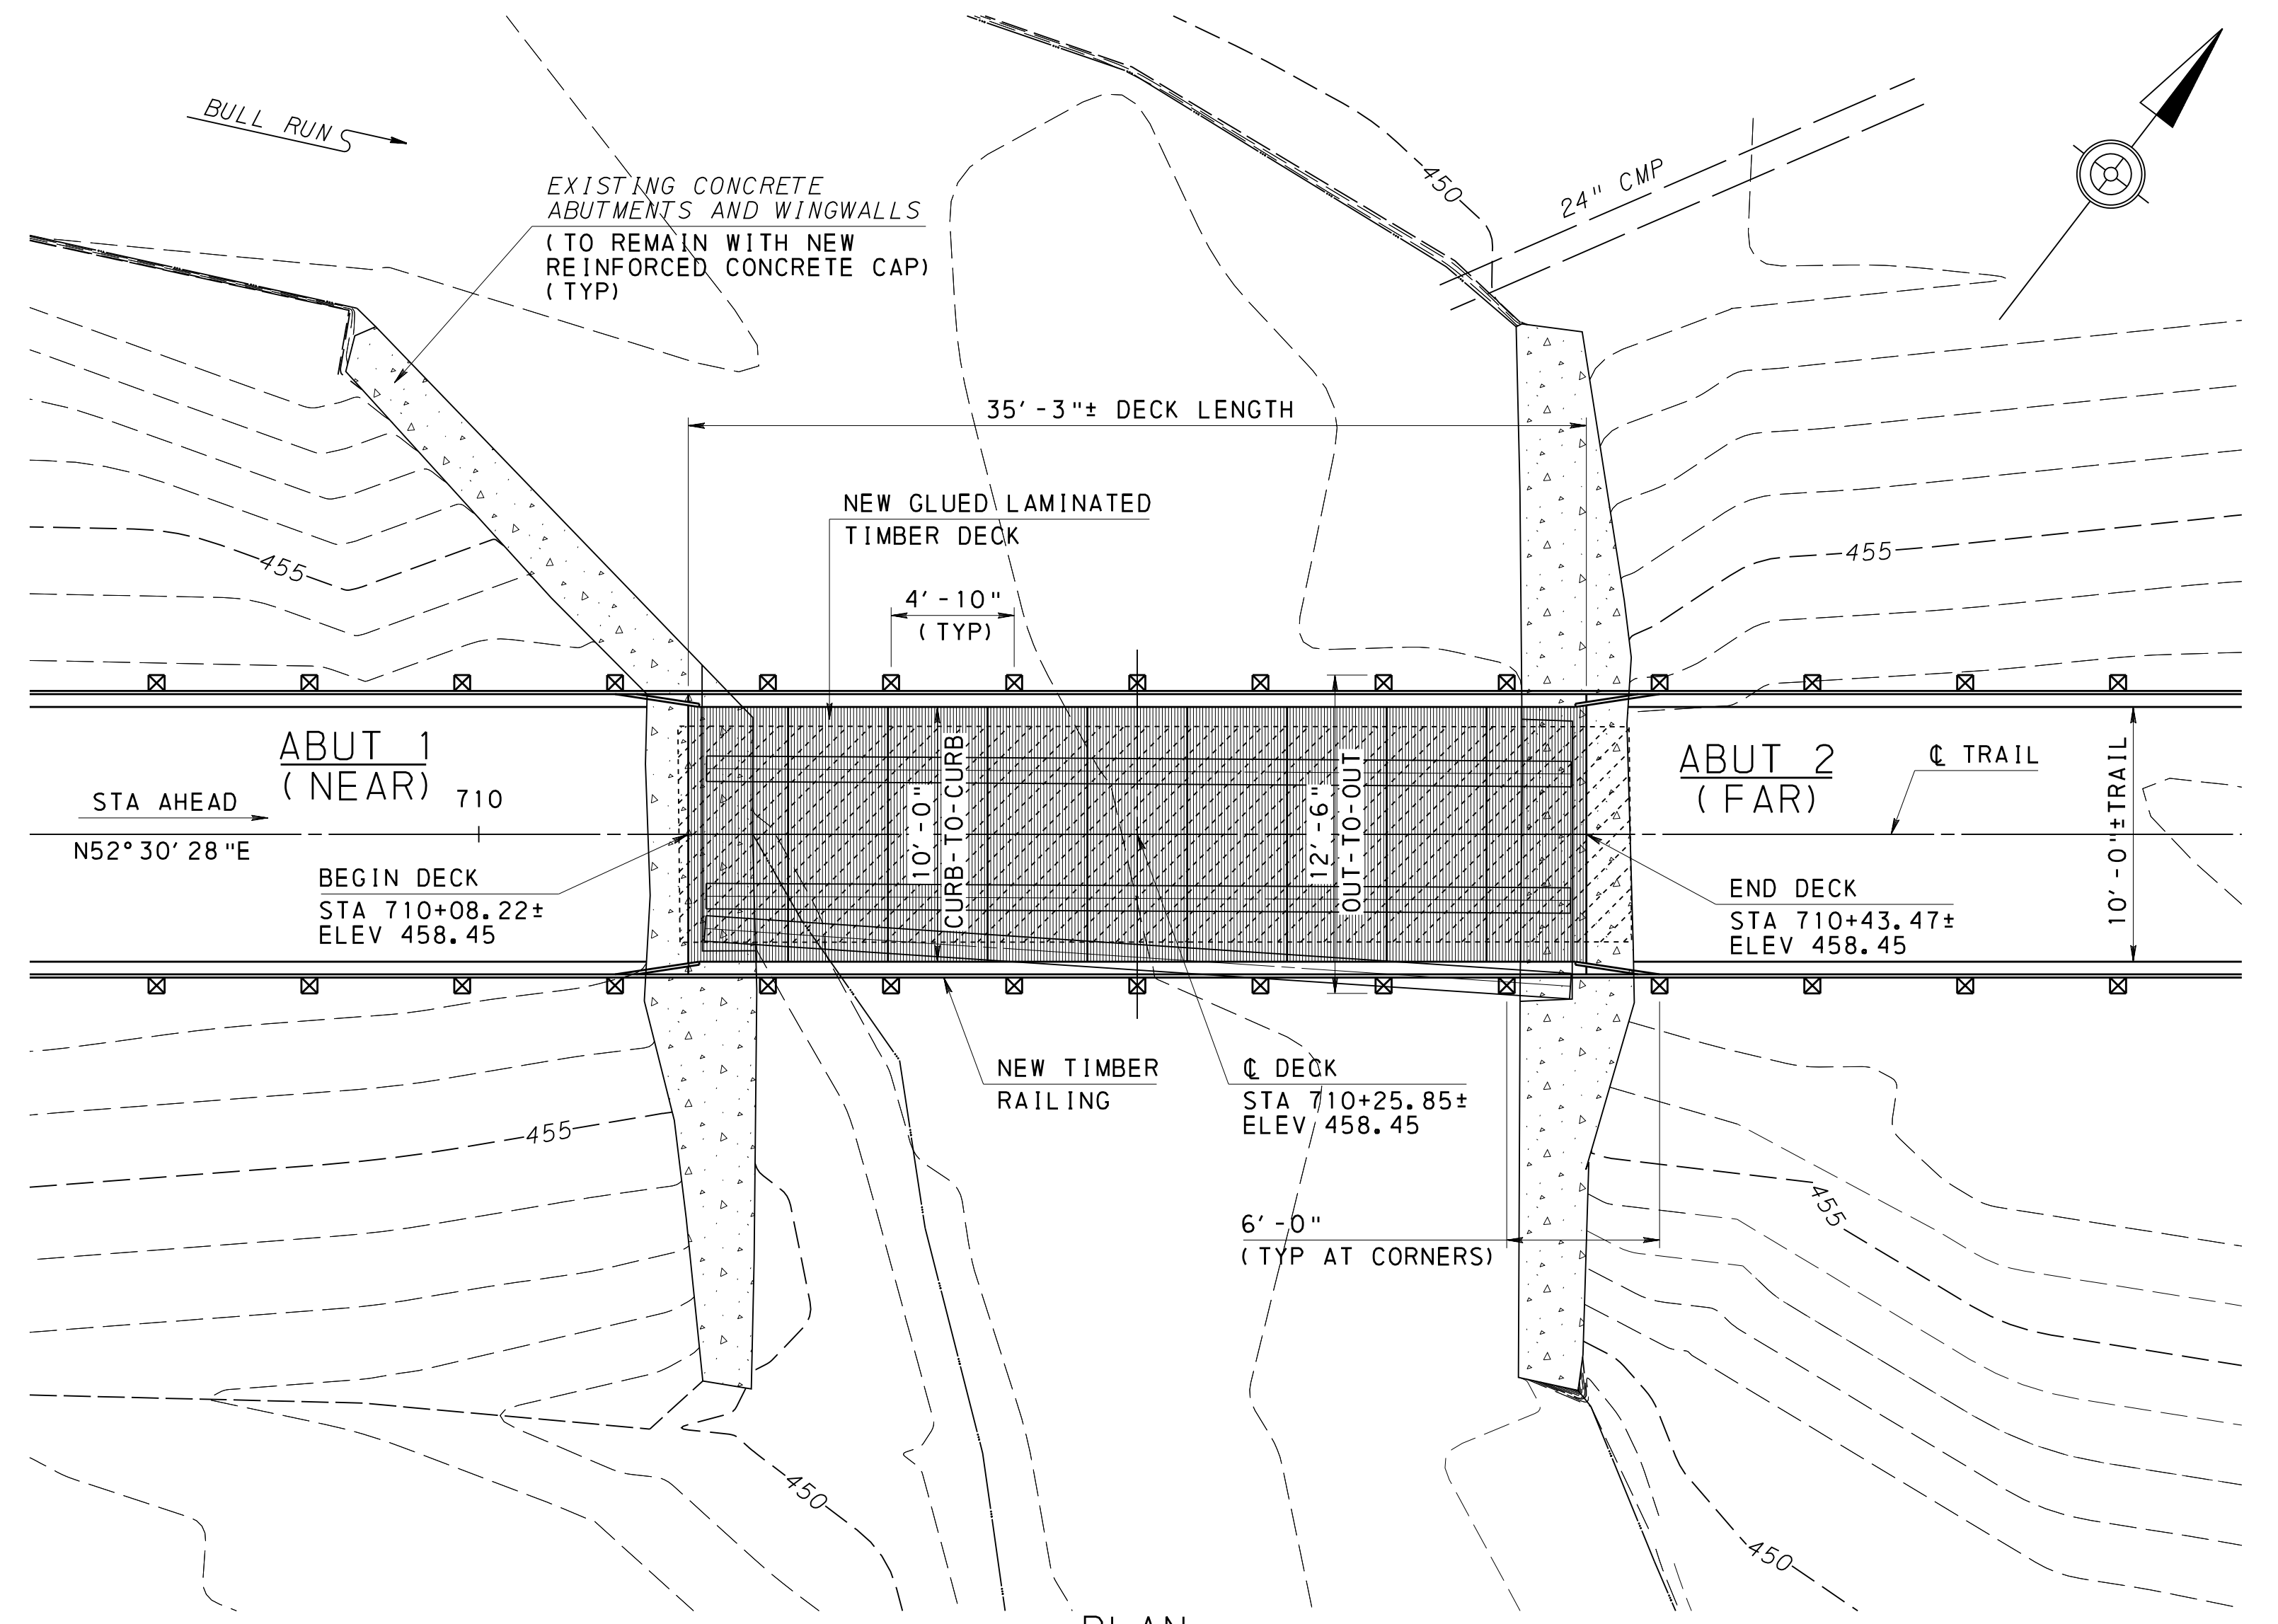 BULL RUN
EXISTING CONCRETE
ABUTMENTS AND WINGWALLS
(TO REMAIN WITH NEW
REINFORCED CONCRETE CAP)
(TYP)
450
24" CMP
35'-3"± DECK LENGTH
NEW GLUED LAMINATED
TIMBER DECK
455
455
4'-10"
(TYP)
ABUT 1
(NEAR)
STA AHEAD
710
N52°30'28"E
BEGIN DECK
STA 710+08.22±
ELEV 458.45
10'-0"
CURB-TO-CURB
12'-6"
OUT-TO-OUT
ABUT 2
(FAR)
℄ TRAIL
10'-0"± TRAIL
END DECK
STA 710+43.47±
ELEV 458.45
NEW TIMBER
RAILING
℄ DECK
STA 710+25.85±
ELEV 458.45
455
455
6'-0"
(TYP AT CORNERS)
450
450
PLAN